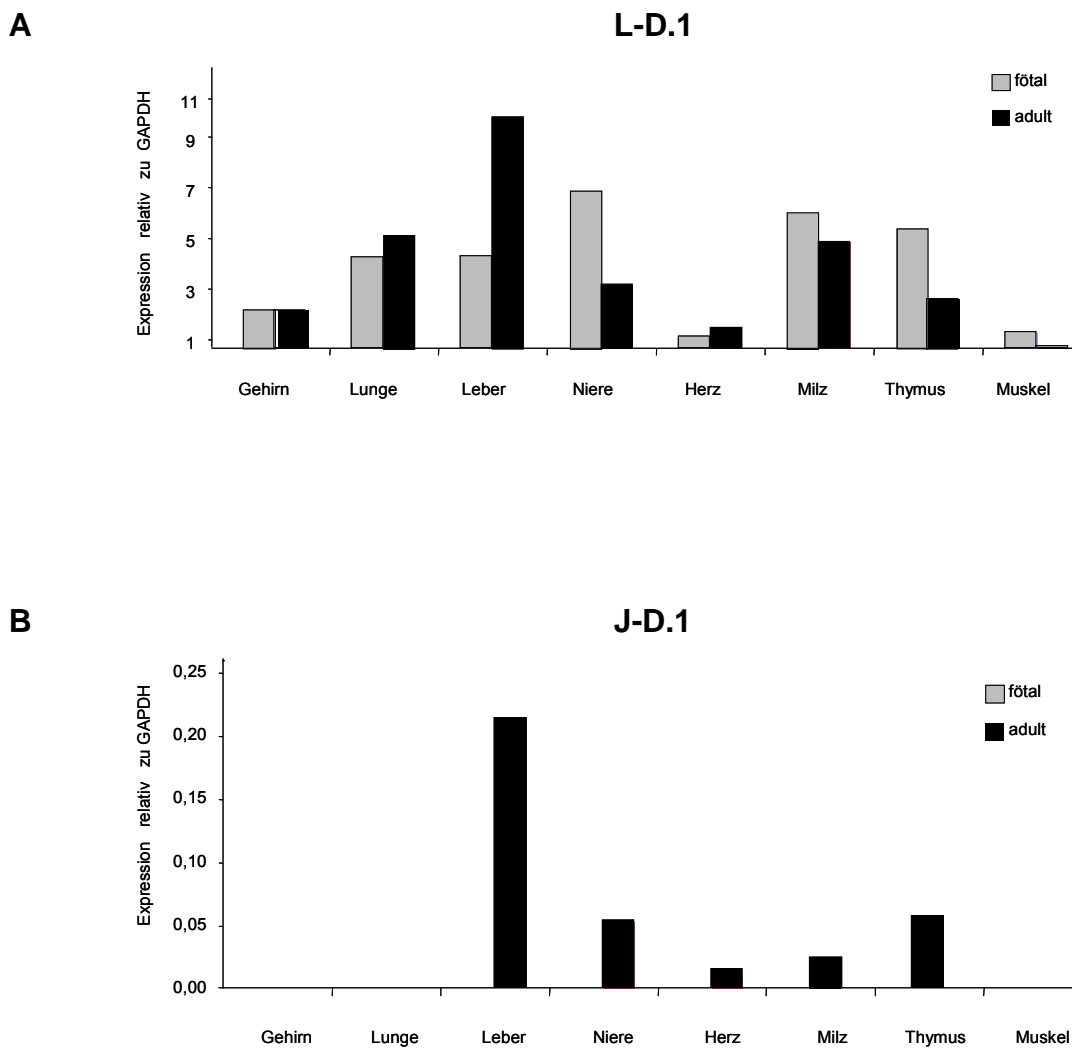 A
L-D.1
Expression relativ zu GAPDH
11
9
7
5
3
1
fötal
adult
Gehirn Lunge Leber Niere Herz Milz Thymus Muskel
B
J-D.1
Expression relativ zu GAPDH
0,25
0,20
0,15
0,10
0,05
0,00
fötal
adult
Gehirn Lunge Leber Niere Herz Milz Thymus Muskel